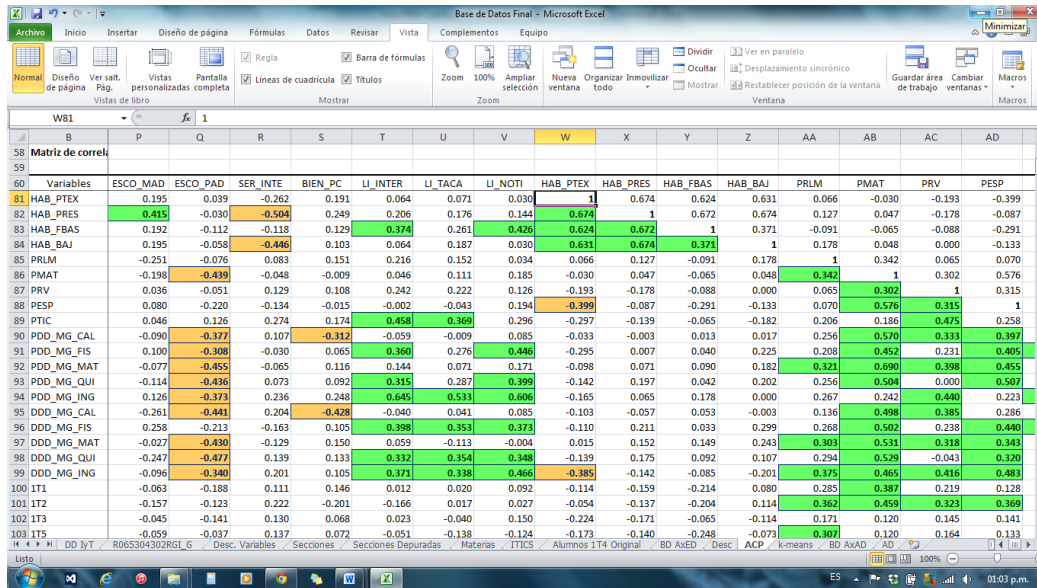 Base de Datos Final - Microsoft Excel
Minimizar
Archivo Inicio Insertar Diseño de página Fórmulas Datos Revisar Vista Complementos Equipo
Normal Diseño de página Ver salt. Pág. Vistas personalizadas Pantalla completa
Regla Barra de fórmulas
Líneas de cuadrícula Títulos
Zoom 100% Ampliar selección Nueva ventana Organizar todo Inmovilizar
Dividir Ver en paralelo
Ocultar Desplazamiento sincrónico
Mostrar Restablecer posición de la ventana
Guardar área de trabajo Cambiar ventanas Macros
Vistas de libro Mostrar Zoom Ventana Macros
W81 fx 1
B P Q R S T U V W X Y Z AA AB AC AD
58 Matriz de correla
59
60 Variables ESCO_MAD ESCO_PAD SER_INTE BIEN_PC LI_INTER LI_TACA LI_NOTI HAB_PTEX HAB_PRES HAB_FBAS HAB_BAJ PRLM PMAT PRV PESP
81 HAB_PTEX 0.195 0.039 -0.262 0.191 0.064 0.071 0.030 1 0.674 0.624 0.631 0.066 -0.030 -0.193 -0.399
82 HAB_PRES 0.415 -0.030 -0.504 0.249 0.206 0.176 0.144 0.674 1 0.672 0.674 0.127 0.047 -0.178 -0.087
83 HAB_FBAS 0.192 -0.112 -0.118 0.129 0.374 0.261 0.426 0.624 0.672 1 0.371 -0.091 -0.065 -0.088 -0.291
84 HAB_BAJ 0.195 -0.058 -0.446 0.103 0.064 0.187 0.030 0.631 0.674 0.371 1 0.178 0.048 0.000 -0.133
85 PRLM -0.251 -0.076 0.083 0.151 0.216 0.152 0.034 0.066 0.127 -0.091 0.178 1 0.342 0.065 0.070
86 PMAT -0.198 -0.439 -0.048 -0.009 0.046 0.111 0.185 -0.030 0.047 -0.065 0.048 0.342 1 0.302 0.576
87 PRV 0.036 -0.051 0.129 0.108 0.242 0.222 0.126 -0.193 -0.178 -0.088 0.000 0.065 0.302 1 0.315
88 PESP 0.080 -0.220 -0.134 -0.015 -0.002 -0.043 0.194 -0.399 -0.087 -0.291 -0.133 0.070 0.576 0.315 1
89 PTIC 0.046 0.126 0.274 0.174 0.458 0.369 0.296 -0.297 -0.139 -0.065 -0.182 0.206 0.186 0.475 0.258
90 PDD_MG_CAL -0.090 -0.377 0.107 -0.312 -0.059 -0.009 0.085 -0.033 -0.003 0.013 0.017 0.256 0.570 0.333 0.397
91 PDD_MG_FIS 0.100 -0.308 -0.030 0.065 0.360 0.276 0.446 -0.295 0.007 0.040 0.225 0.208 0.452 0.231 0.405
92 PDD_MG_MAT -0.077 -0.455 -0.065 0.116 0.144 0.071 0.171 -0.098 0.071 0.090 0.182 0.321 0.690 0.398 0.455
93 PDD_MG_QUI -0.114 -0.436 0.073 0.092 0.315 0.287 0.399 -0.142 0.197 0.042 0.202 0.256 0.504 0.000 0.507
94 PDD_MG_ING 0.126 -0.373 0.236 0.248 0.645 0.533 0.606 -0.165 0.065 0.178 0.000 0.267 0.242 0.440 0.223
95 DDD_MG_CAL -0.261 -0.441 0.204 -0.428 -0.040 0.041 0.085 -0.103 -0.057 0.053 -0.003 0.136 0.498 0.385 0.286
96 DDD_MG_FIS 0.258 -0.213 -0.163 0.105 0.398 0.353 0.373 -0.110 0.211 0.033 0.299 0.268 0.502 0.238 0.440
97 DDD_MG_MAT -0.027 -0.430 -0.129 0.150 0.059 -0.113 -0.004 0.015 0.152 0.149 0.243 0.303 0.531 0.318 0.343
98 DDD_MG_QUI -0.247 -0.477 0.139 0.133 0.332 0.354 0.348 -0.139 0.175 0.092 0.107 0.294 0.529 -0.043 0.320
99 DDD_MG_ING -0.096 -0.340 0.201 0.105 0.371 0.338 0.466 -0.385 -0.142 -0.085 -0.201 0.375 0.465 0.416 0.483
100 1T1 -0.063 -0.188 0.111 0.146 0.012 0.020 0.092 -0.114 -0.159 -0.214 0.080 0.285 0.387 0.219 0.128
101 1T2 -0.157 -0.123 0.222 -0.201 -0.166 0.017 0.027 -0.054 -0.137 -0.204 0.114 0.362 0.459 0.323 0.369
102 1T3 -0.045 -0.141 0.130 0.068 0.023 -0.040 0.150 -0.224 -0.171 -0.065 -0.114 0.171 0.120 0.145 0.141
103 1T5 -0.059 -0.037 0.137 0.072 -0.051 -0.138 -0.124 -0.173 -0.140 -0.248 -0.073 0.307 0.120 0.164 0.133
DD IyT R065304302RGI_G Desc. Variables Secciones Secciones Depuradas Materias ITICS Alumnos 1T4 Original BD AxED Desc ACP k-means BD AxAD AD
Listo 100%
ES 01:03 p.m.